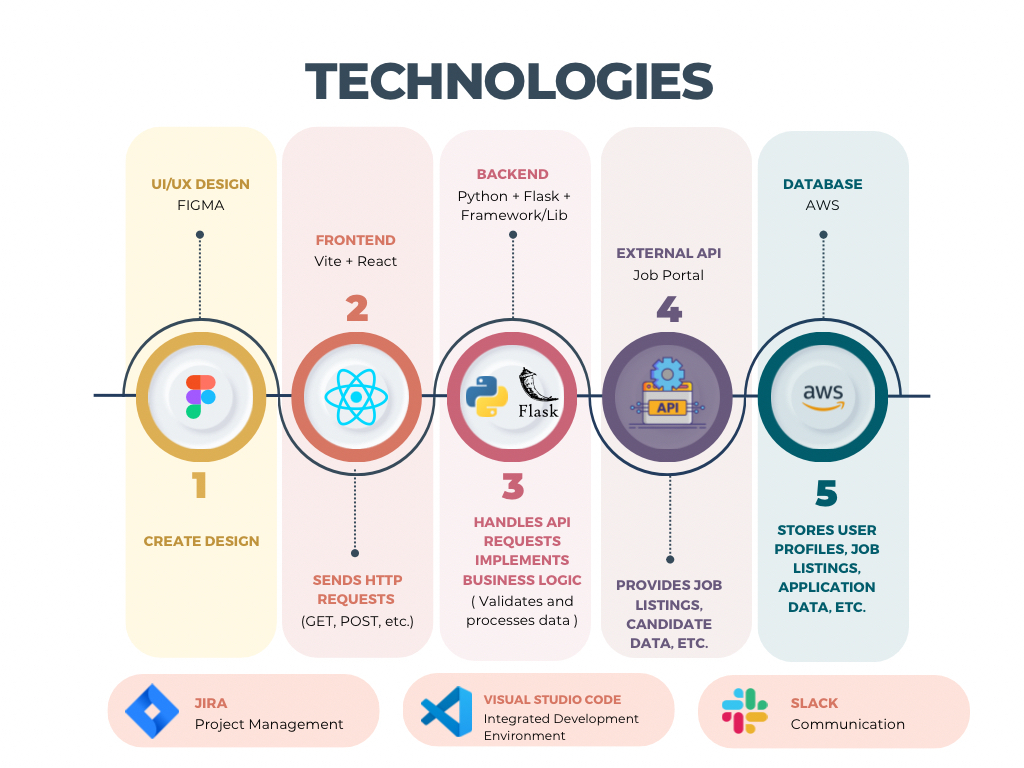 TECHNOLOGIES
UI/UX DESIGN
FIGMA
1
CREATE DESIGN
FRONTEND
Vite + React
2
SENDS HTTP
REQUESTS
(GET, POST, etc.)
BACKEND
Python + Flask +
Framework/Lib
Flask
3
HANDLES API
REQUESTS
IMPLEMENTS
BUSINESS LOGIC
( Validates and
processes data )
EXTERNAL API
Job Portal
4
API
PROVIDES JOB
LISTINGS,
CANDIDATE
DATA, ETC.
DATABASE
AWS
aws
5
STORES USER
PROFILES, JOB
LISTINGS,
APPLICATION
DATA, ETC.
JIRA
Project Management
VISUAL STUDIO CODE
Integrated Development
Environment
SLACK
Communication